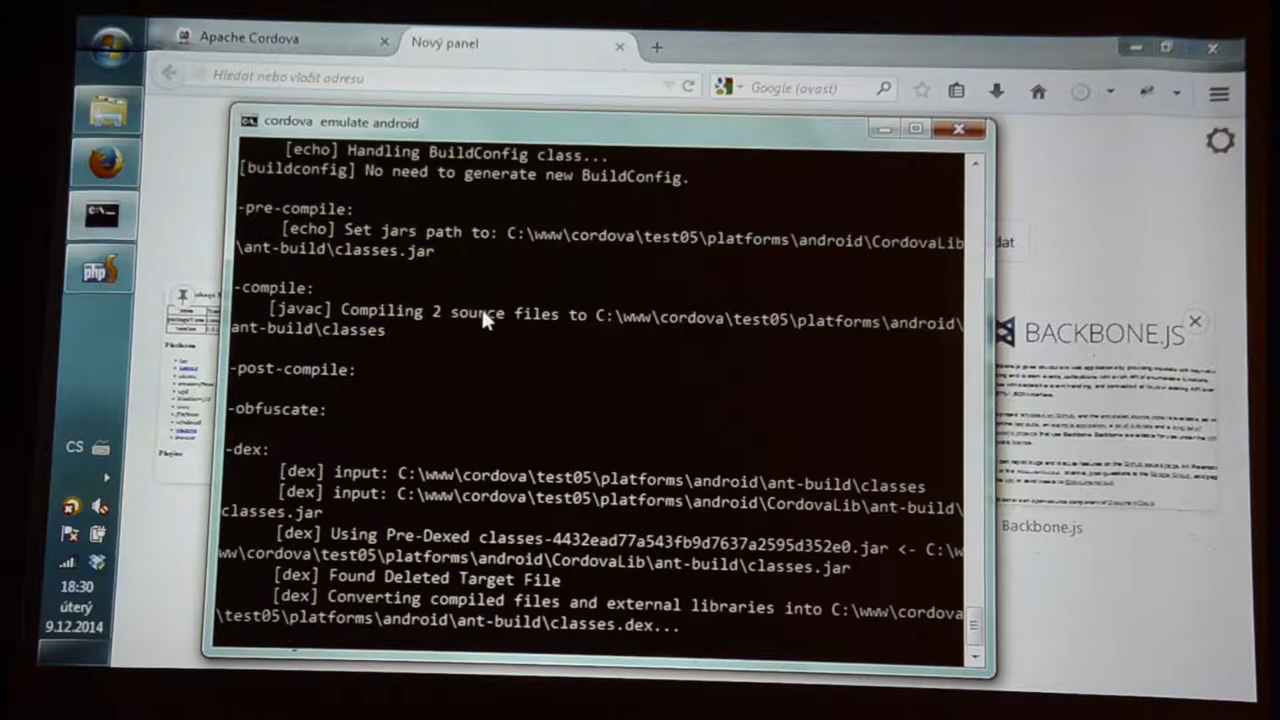 Apache Cordova
Nový panel
Hledat nebo vložit adresu
Google (avast)
cordova emulate android
[echo] Handling BuildConfig class...
[buildconfig] No need to generate new BuildConfig.
-pre-compile:
[echo] Set jars path to: C:\www\cordova\test05\platforms\android\CordovaLib
\ant-build\classes.jar
-compile:
[javac] Compiling 2 source files to C:\www\cordova\test05\platforms\android\
ant-build\classes
-post-compile:
-obfuscate:
-dex:
[dex] input: C:\www\cordova\test05\platforms\android\ant-build\classes
[dex] input: C:\www\cordova\test05\platforms\android\CordovaLib\ant-build\
classes.jar
[dex] Using Pre-Dexed classes-4432ead77a543fb9d7637a2595d352e0.jar <- C:\w
ww\cordova\test05\platforms\android\CordovaLib\ant-build\classes.jar
[dex] Found Deleted Target File
[dex] Converting compiled files and external libraries into C:\www\cordova
\test05\platforms\android\ant-build\classes.dex...
dat
BACKBONE.JS
Backbone.js
C:\
php
CS
18:30
úterý
9.12.2014
Platforms
Plugins